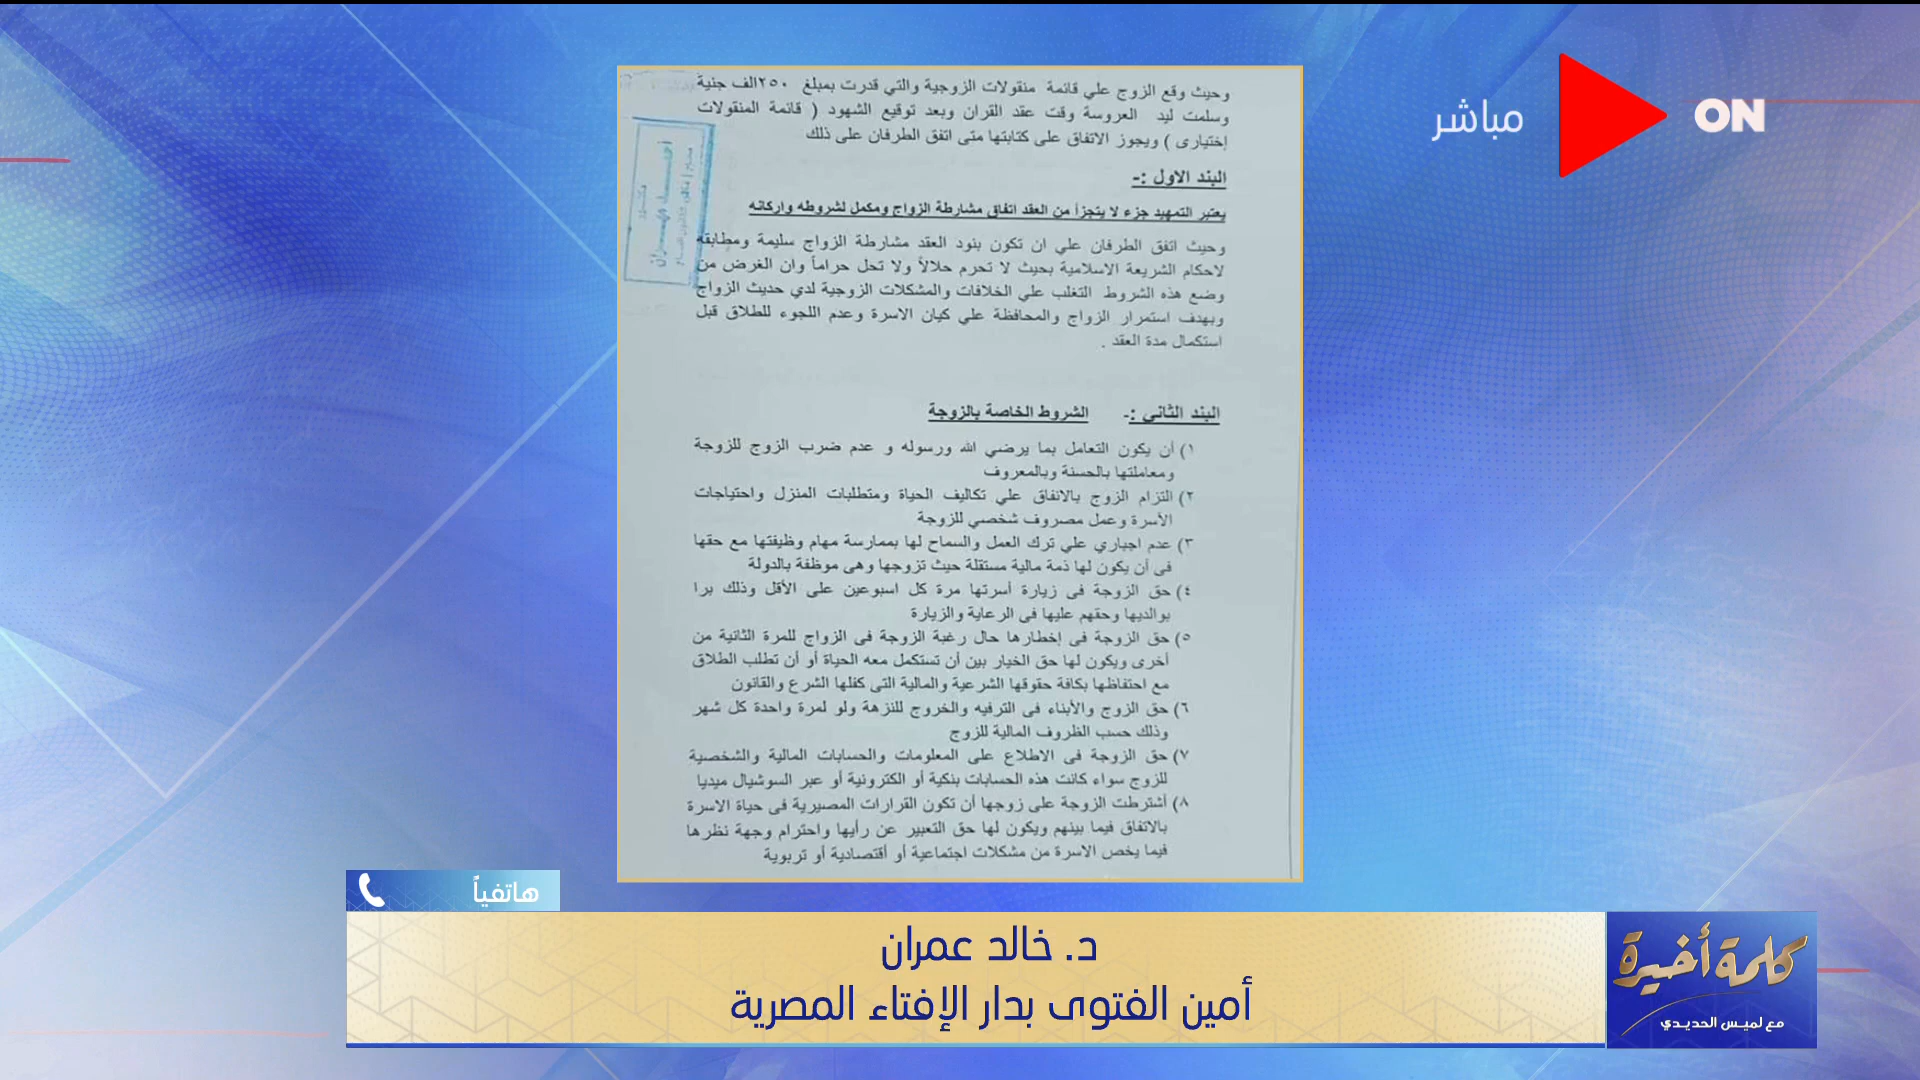 ON
مباشر
وحيث وقع الزوج علي قائمة منقولات الزوجية والتي قدرت بمبلغ ٢٥٠الف جنية
وسلمت ليد العروسة وقت عقد القران وبعد توقيع الشهود ( قائمة المنقولات
إختيارى ) ويجوز الاتفاق على كتابتها متى اتفق الطرفان على ذلك
البند الاول :-
يعتبر التمهيد جزء لا يتجزأ من العقد اتفاق مشارطة الزواج ومكمل لشروطه واركانه
وحيث اتفق الطرفان علي ان تكون بنود العقد مشارطة الزواج سليمة ومطابقة
لاحكام الشريعة الاسلامية بحيث لا تحرم حلالاً ولا تحل حراماً وان الغرض من
وضع هذه الشروط التغلب علي الخلافات والمشكلات الزوجية لدي حديث الزواج
وبهدف استمرار الزواج والمحافظة علي كيان الاسرة وعدم اللجوء للطلاق قبل
استكمال مدة العقد .
البند الثانى :- الشروط الخاصة بالزوجة
١) أن يكون التعامل بما يرضي الله ورسوله و عدم ضرب الزوج للزوجة
ومعاملتها بالحسنة وبالمعروف
٢) التزام الزوج بالانفاق علي تكاليف الحياة ومتطلبات المنزل واحتياجات
الأسرة وعمل مصروف شخصي للزوجة
٣) عدم اجباري علي ترك العمل والسماح لها بممارسة مهام وظيفتها مع حقها
فى أن يكون لها ذمة مالية مستقلة حيث تزوجها وهى موظفة بالدولة
٤) حق الزوجة فى زيارة أسرتها مرة كل اسبوعين على الأقل وذلك برا
بوالديها وحقهم عليها فى الرعاية والزيارة
٥) حق الزوجة فى إخطارها حال رغبة الزوجة فى الزواج للمرة الثانية من
أخرى ويكون لها حق الخيار بين أن تستكمل معه الحياة أو أن تطلب الطلاق
مع احتفاظها بكافة حقوقها الشرعية والمالية التى كفلها الشرع والقانون
٦) حق الزوج والأبناء فى الترفيه والخروج للنزهة ولو لمرة واحدة كل شهر
وذلك حسب الظروف المالية للزوج
٧) حق الزوجة فى الاطلاع على المعلومات والحسابات المالية والشخصية
للزوج سواء كانت هذه الحسابات بنكية أو الكترونية أو عبر السوشيال ميديا
٨) أشترطت الزوجة على زوجها أن تكون القرارات المصيرية فى حياة الاسرة
بالاتفاق فيما بينهم ويكون لها حق التعبير عن رأيها واحترام وجهة نظرها
فيما يخص الاسرة من مشكلات اجتماعية أو أقتصادية أو تربوية
هاتفياً
د. خالد عمران
أمين الفتوى بدار الإفتاء المصرية
كلمة أخيرة
مع لميس الحديدي